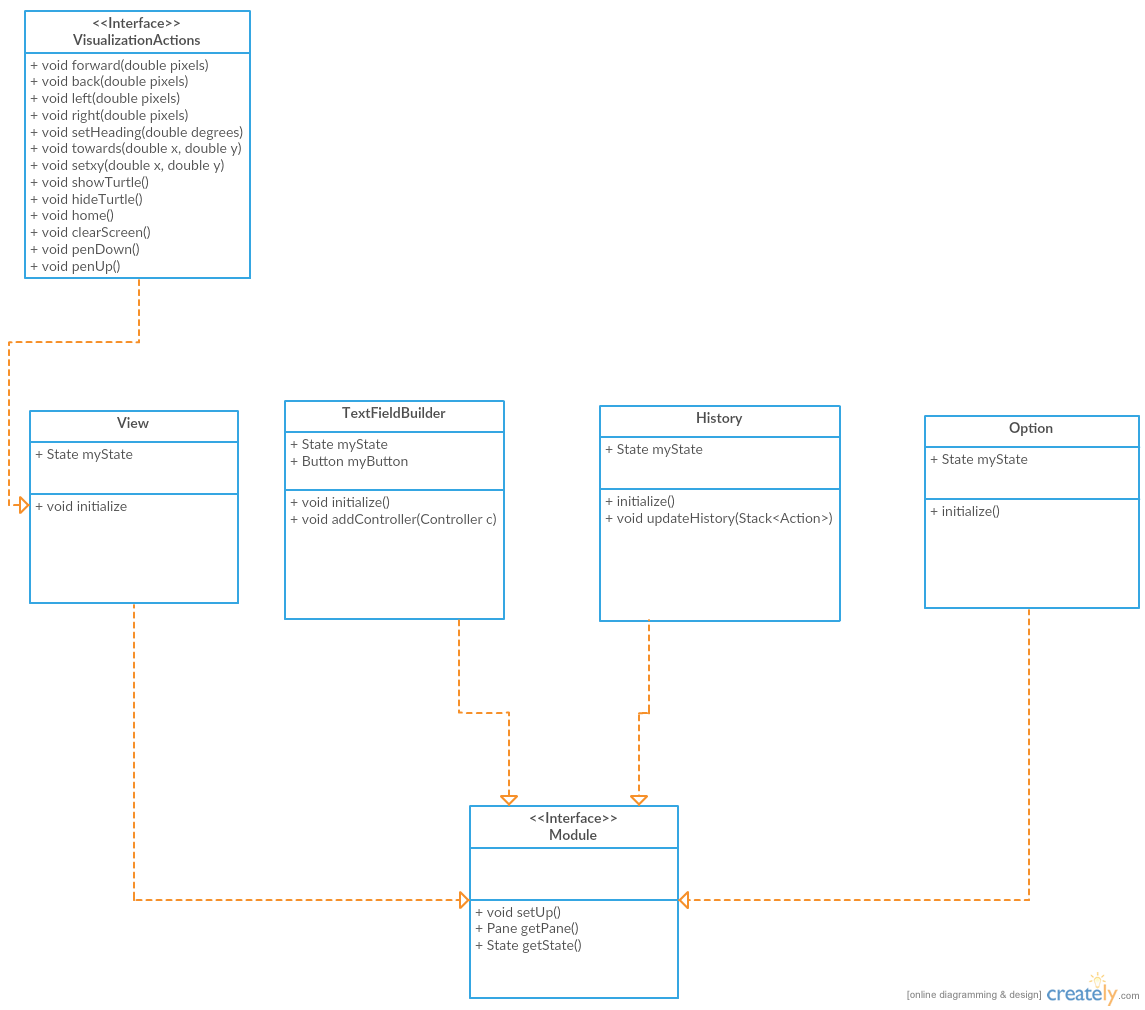 <<Interface>>
VisualizationActions
+ void forward(double pixels)
+ void back(double pixels)
+ void left(double pixels)
+ void right(double pixels)
+ void setHeading(double degrees)
+ void towards(double x, double y)
+ void setxy(double x, double y)
+ void showTurtle()
+ void hideTurtle()
+ void home()
+ void clearScreen()
+ void penDown()
+ void penUp()
View
+ State myState
+ void initialize
TextFieldBuilder
+ State myState
+ Button myButton
+ void initialize()
+ void addController(Controller c)
History
+ State myState
+ initialize()
+ void updateHistory(Stack<Action>)
Option
+ State myState
+ initialize()
<<Interface>>
Module
+ void setUp()
+ Pane getPane()
+ State getState()
[online diagramming & design] creately.com